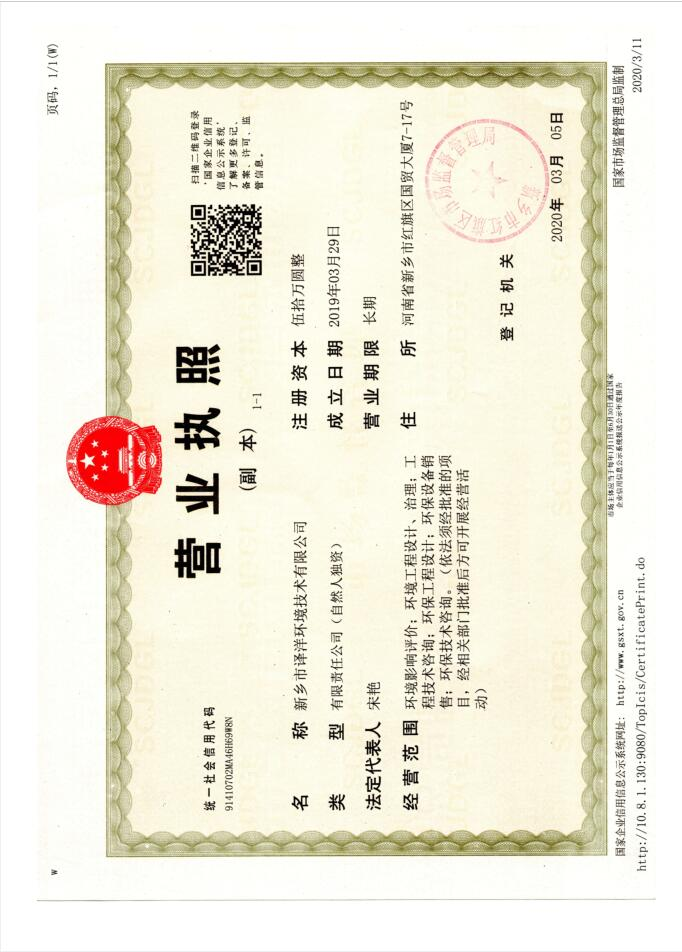 页码，1/1(W)
营业执照
(副 本) 1-1
扫描二维码登录
‘国家企业信用
信息公示系统’
了解更多登记、
备案、许可、监
管信息。
统一社会信用代码
91410702MA46H69W8N
名 称 新乡市译洋环境技术有限公司
类 型 有限责任公司(自然人独资)
法定代表人 宋艳
经营范围 环境影响评价；环境工程设计、治理；工
程技术咨询；环保工程设计；环保设备销
售；环保技术咨询。（依法须经批准的项
目，经相关部门批准后方可开展经营活
动）
注册资本 伍拾万圆整
成立日期 2019年03月29日
营业期限 长期
住 所 河南省新乡市红旗区国贸大厦7-17号
登记机关
新乡市红旗区市场监督管理局
2020年 03月 05日
国家企业信用信息公示系统网址： http://www.gsxt.gov.cn
市场主体应当于每年1月1日至6月30日通过国家
企业信用信息公示系统报送公示年度报告
国家市场监督管理总局监制
http://10.8.1.130:9080/TopIcis/CertificatePrint.do
2020/3/11
W